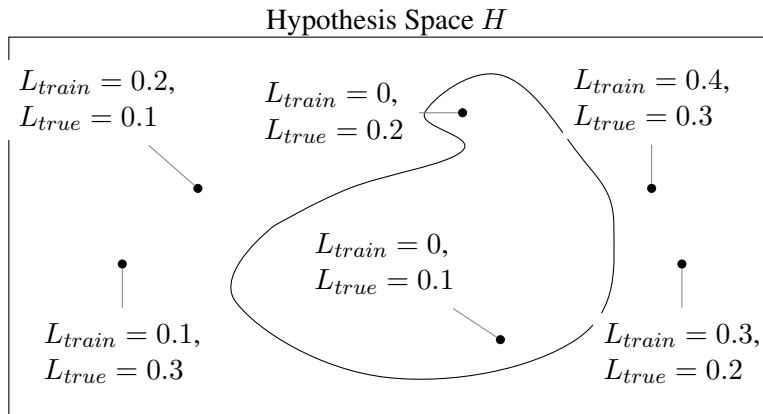 Hypothesis Space H
L_train = 0.2,
L_true = 0.1
L_train = 0,
L_true = 0.2
L_train = 0.4,
L_true = 0.3
L_train = 0,
L_true = 0.1
L_train = 0.1,
L_true = 0.3
L_train = 0.3,
L_true = 0.2